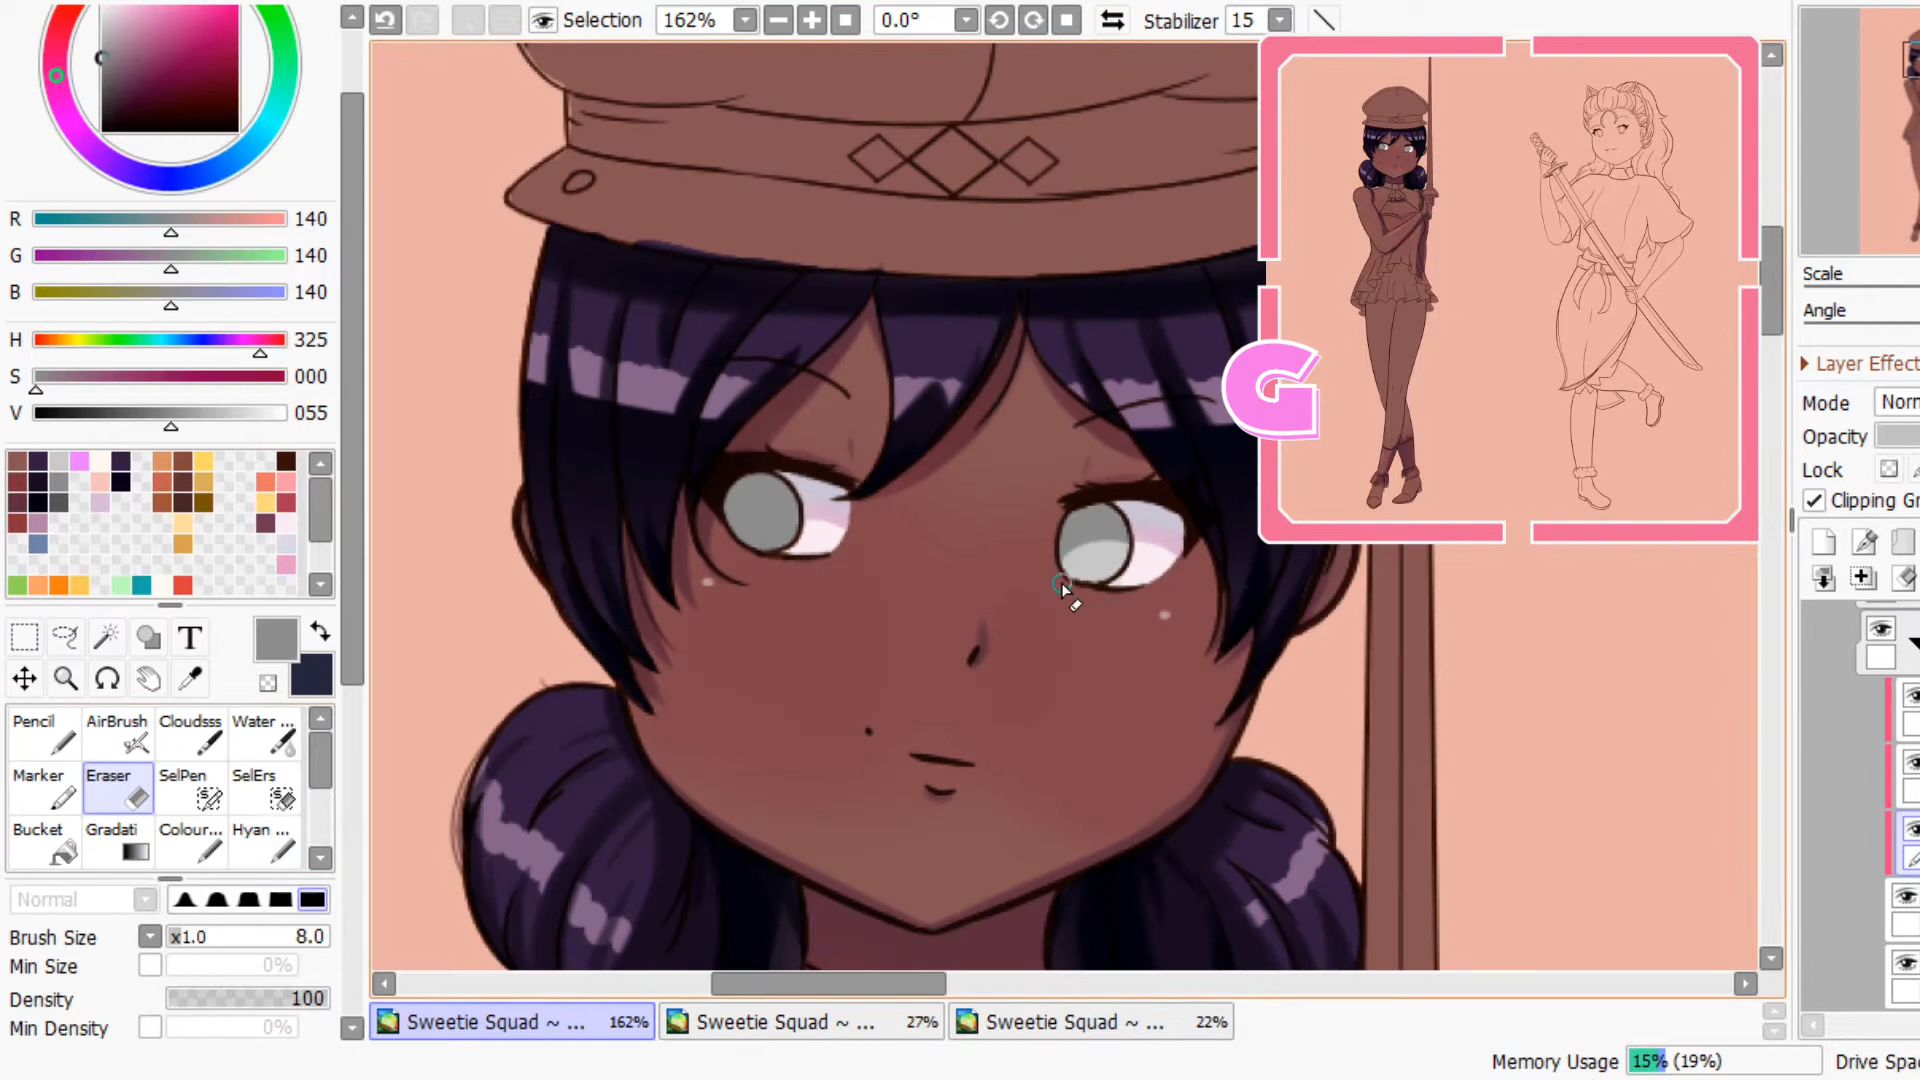 Selection 162% 0.0° Stabilizer 15
R 140
G 140
B 140
H 325
S 000
V 055
G
Scale
Angle
Layer Effect
Mode Norm
Opacity
Lock
Clipping Gr
T
Pencil AirBrush Cloudsss Water ...
Marker Eraser SelPen SelErs
Bucket Gradati Colour... Hyan ...
Normal
Brush Size x1.0 8.0
Min Size 0%
Density 100
Min Density 0%
Sweetie Squad ~ ... 162% Sweetie Squad ~ ... 27% Sweetie Squad ~ ... 22%
Memory Usage 15% (19%) Drive Spac